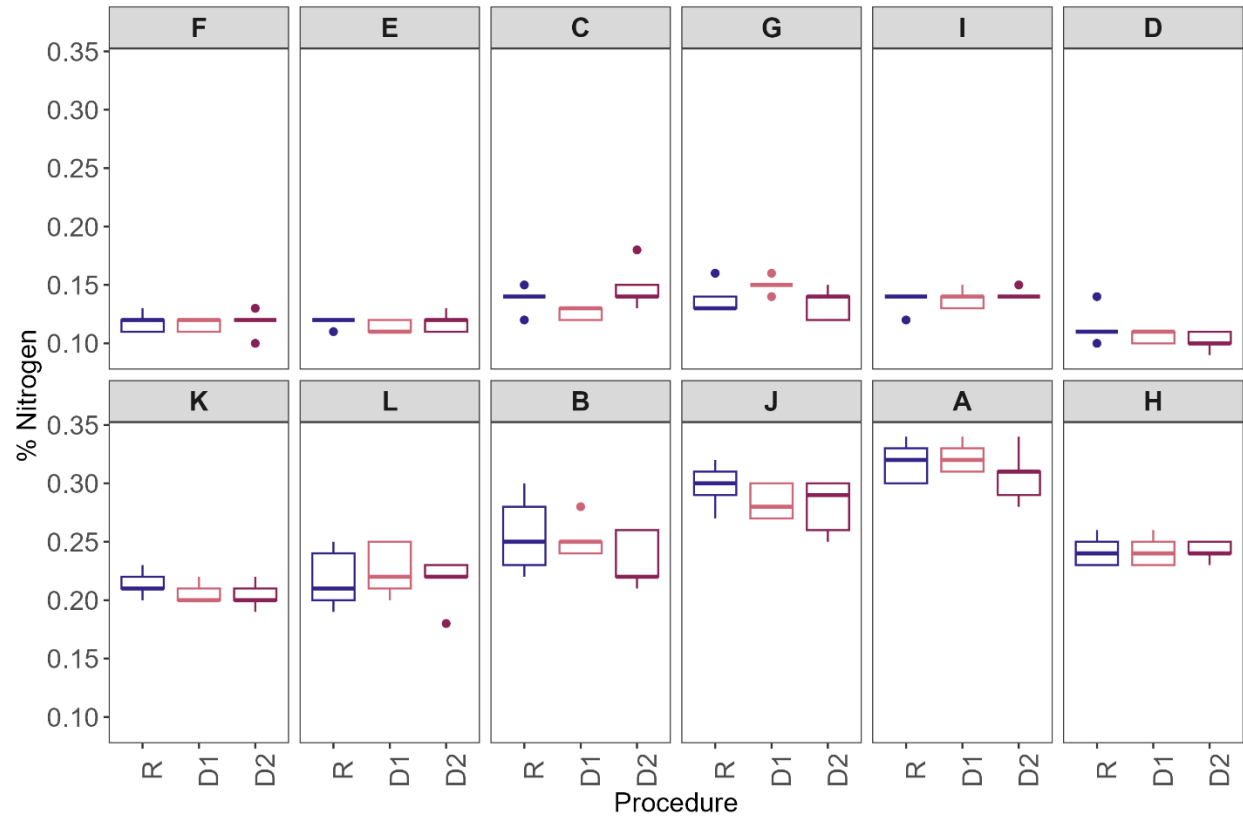 F E C G I D
0.35
0.30
0.25
0.20
0.15
0.10
% Nitrogen
K L B J A H
0.35
0.30
0.25
0.20
0.15
0.10
R D1 D2 R D1 D2 R D1 D2 R D1 D2 R D1 D2 R D1 D2
Procedure